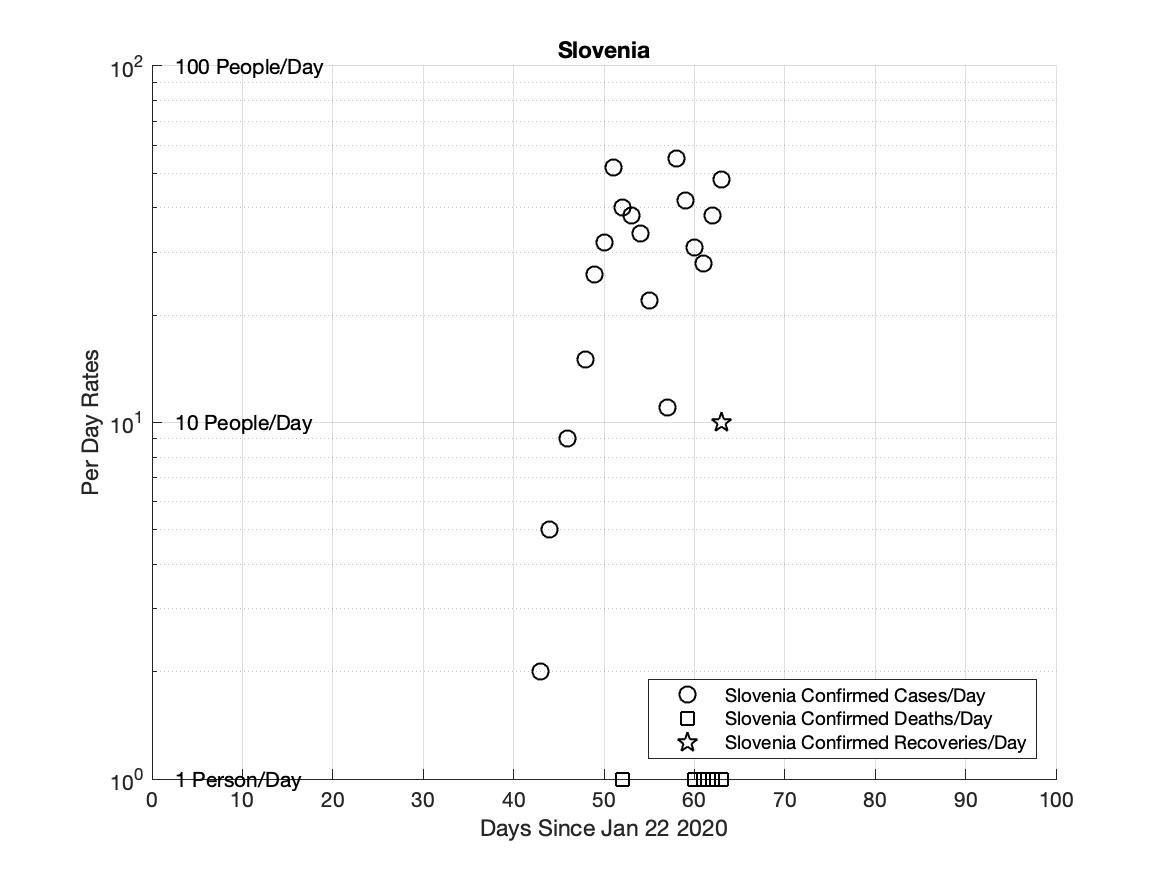 Slovenia
10^2
100 People/Day
Per Day Rates
10^1
10 People/Day
Slovenia Confirmed Cases/Day
Slovenia Confirmed Deaths/Day
Slovenia Confirmed Recoveries/Day
10^0
1 Person/Day
0 10 20 30 40 50 60 70 80 90 100
Days Since Jan 22 2020